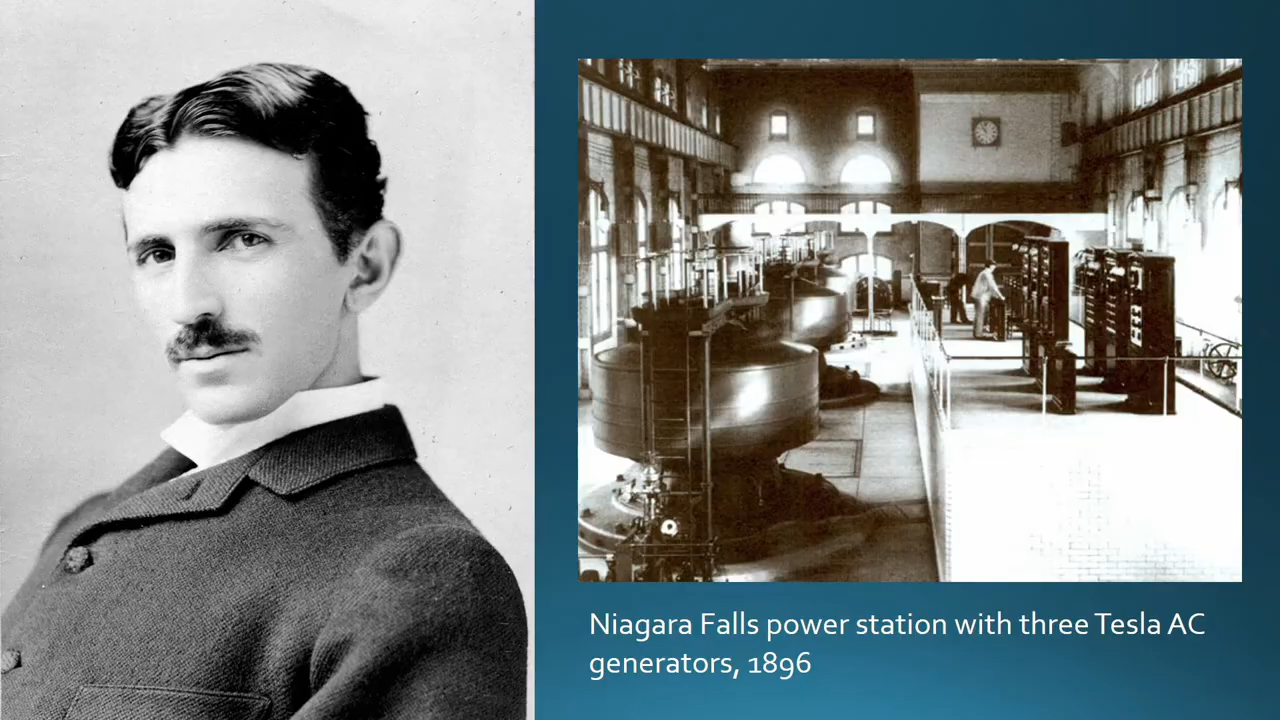 Niagara Falls power station with three Tesla AC
generators, 1896